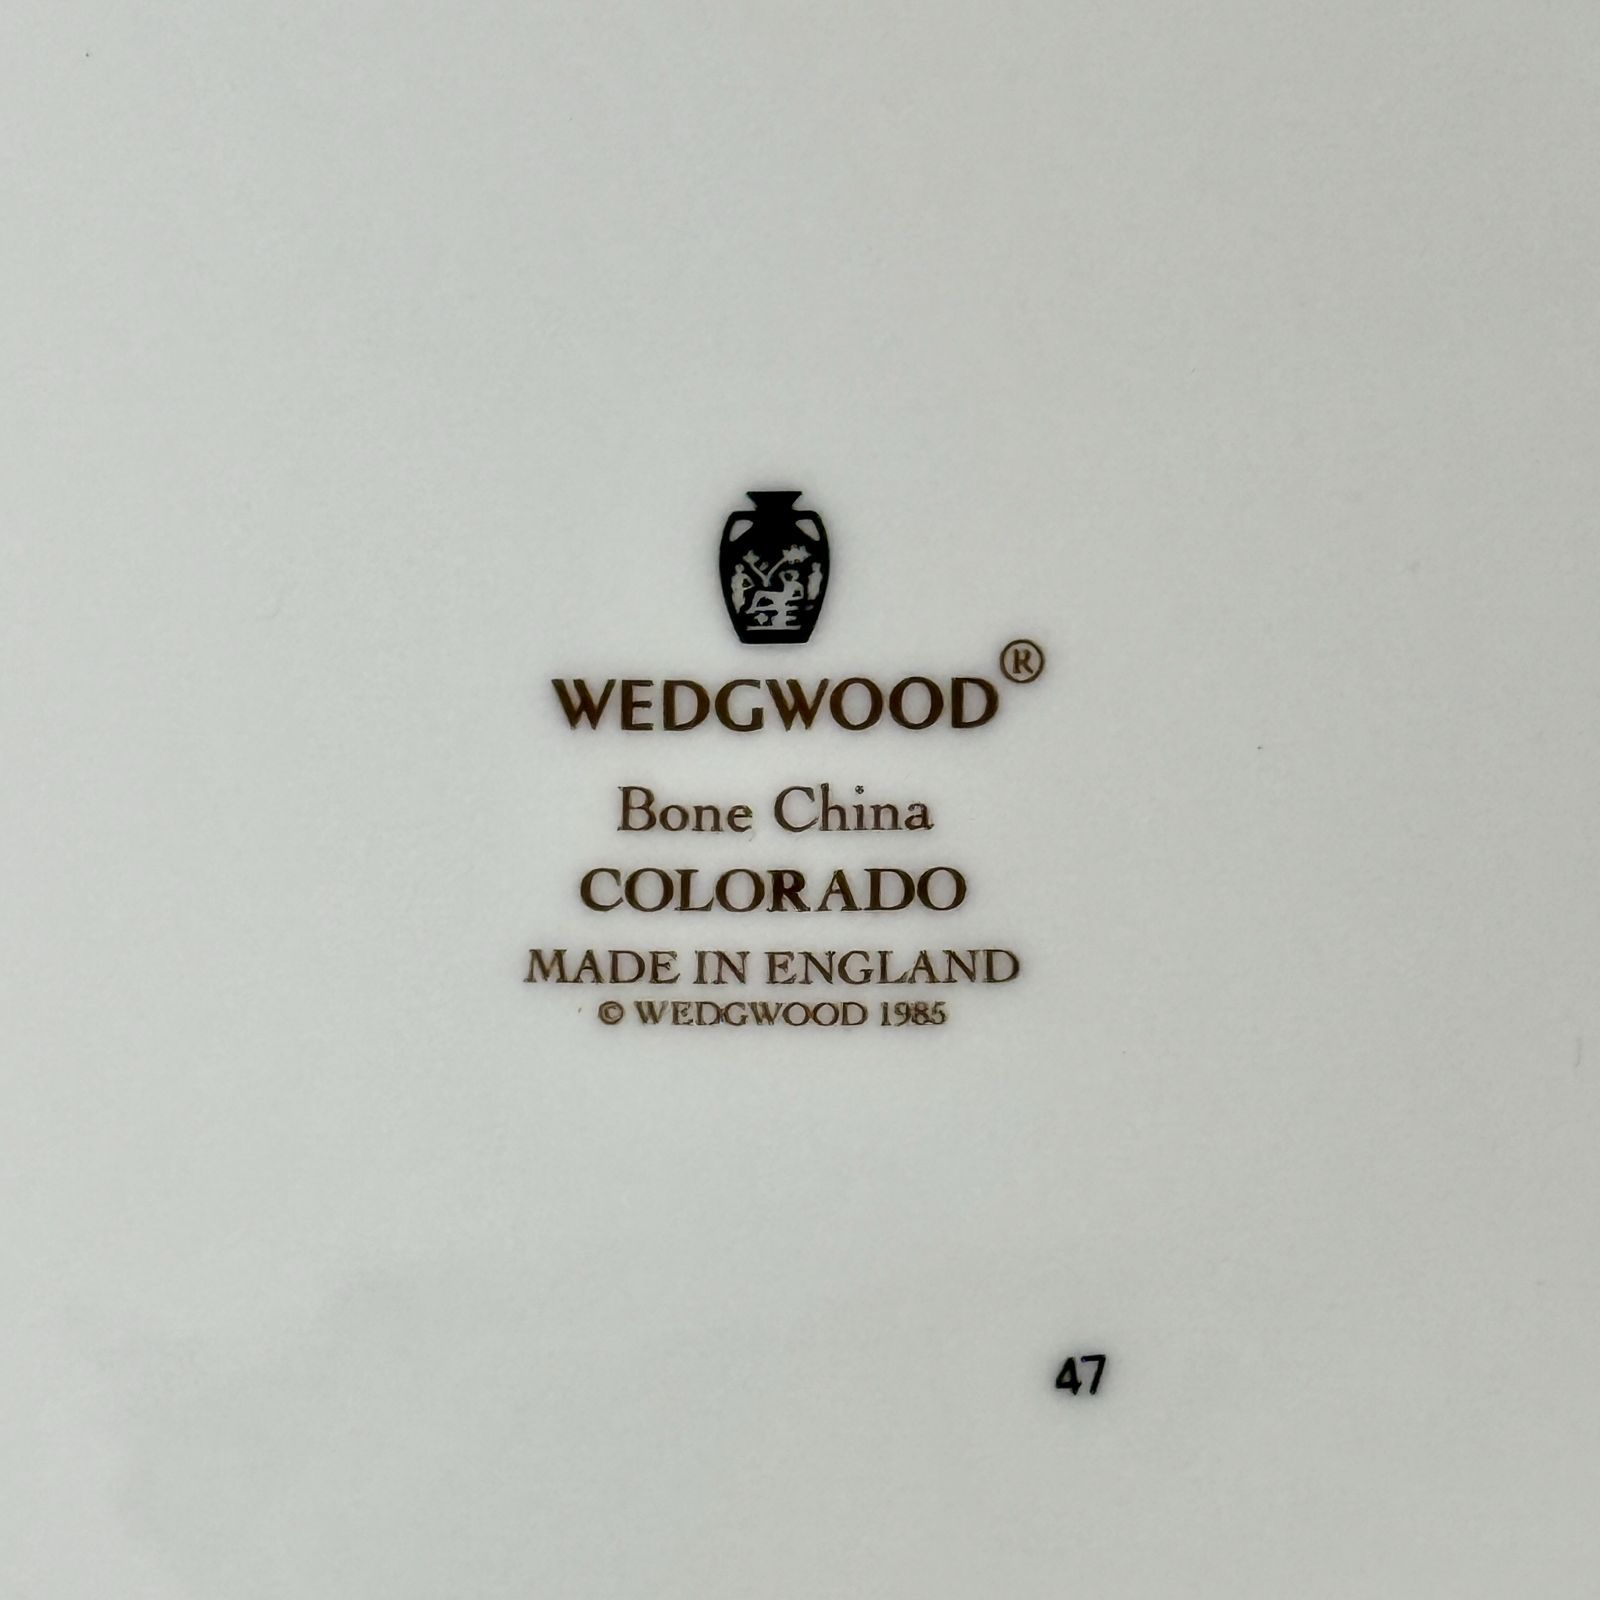 WEDGWOOD®
Bone China
COLORADO
MADE IN ENGLAND
© WEDGWOOD 1985
47